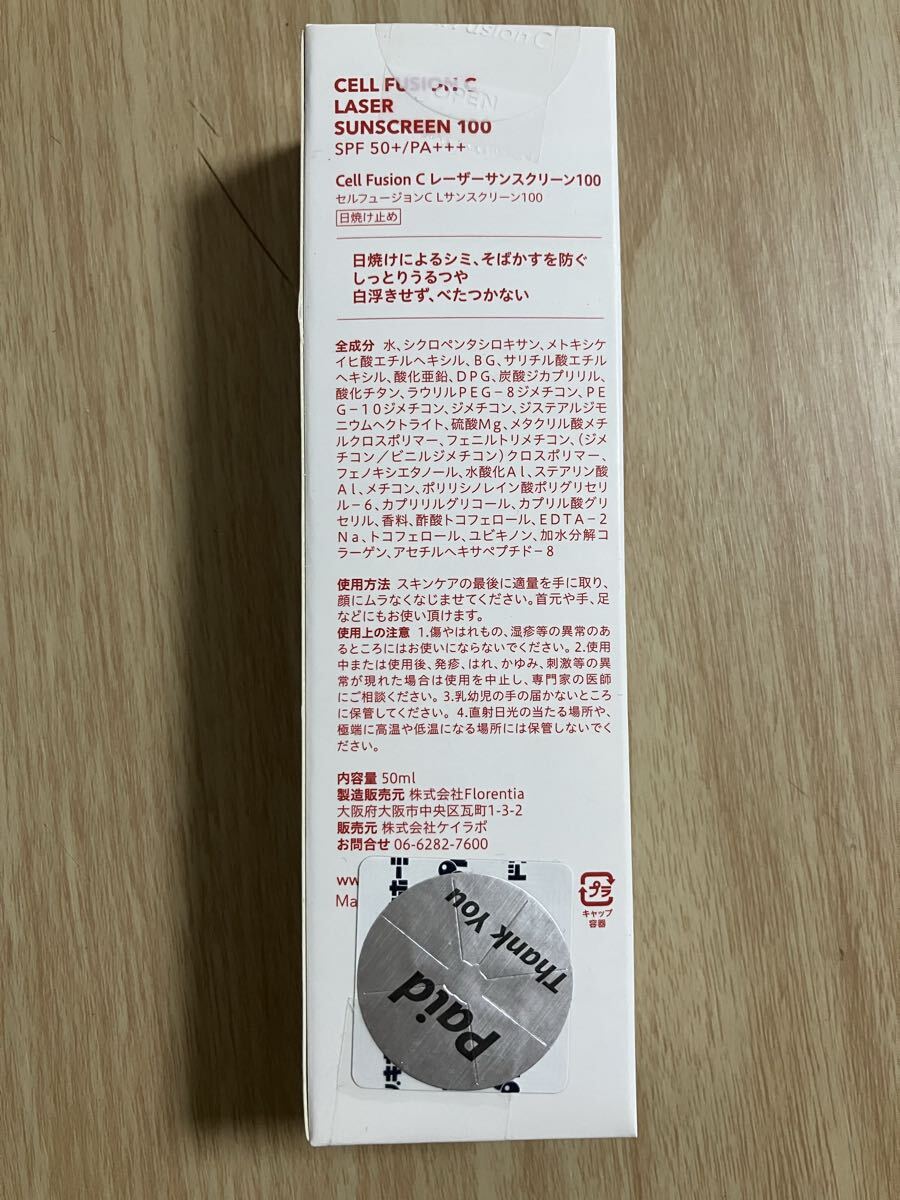 Fusion C
OPEN
CELL FUSION C
LASER
SUNSCREEN 100
SPF 50+/PA+++
Cell Fusion C レーザーサンスクリーン100
セルフュージョンC Lサンスクリーン100
日焼け止め
日焼けによるシミ、そばかすを防ぐ
しっとりうるつや
白浮きせず、べたつかない
全成分 水、シクロペンタシロキサン、メトキシケ
イヒ酸エチルヘキシル、BG、サリチル酸エチル
ヘキシル、酸化亜鉛、DPG、炭酸ジカプリリル、
酸化チタン、ラウリルPEG-8ジメチコン、PE
G-10ジメチコン、ジメチコン、ジステアルジモ
ニウムヘクトライト、硫酸Mg、メタクリル酸メチ
ルクロスポリマー、フェニルトリメチコン、(ジメ
チコン/ビニルジメチコン)クロスポリマー、
フェノキシエタノール、水酸化Al、ステアリン酸
Al、メチコン、ポリリシノレイン酸ポリグリセリ
ル-6、カプリリルグリコール、カプリル酸グリ
セリル、香料、酢酸トコフェロール、EDTA-2
Na、トコフェロール、ユビキノン、加水分解コ
ラーゲン、アセチルヘキサペプチド-8
使用方法 スキンケアの最後に適量を手に取り、
顔にムラなくなじませてください。首元や手、足
などにもお使い頂けます。
使用上の注意 1.傷やはれもの、湿疹等の異常のあ
るところにはお使いにならないでください。2.使用
中または使用後、発疹、はれ、かゆみ、刺激等の異
常が現れた場合は使用を中止し、専門家の医師
にご相談ください。3.乳幼児の手の届かないところ
に保管してください。4.直射日光の当たる場所や、
極端に高温や低温になる場所には保管しないでく
ださい。
内容量 50ml
製造販売元 株式会社Florentia
大阪府大阪市中央区瓦町1-3-2
販売元 株式会社ケイラボ
お問合せ 06-6282-7600
ww
Ma
プラ
キャップ
容器
Thank You
Paid